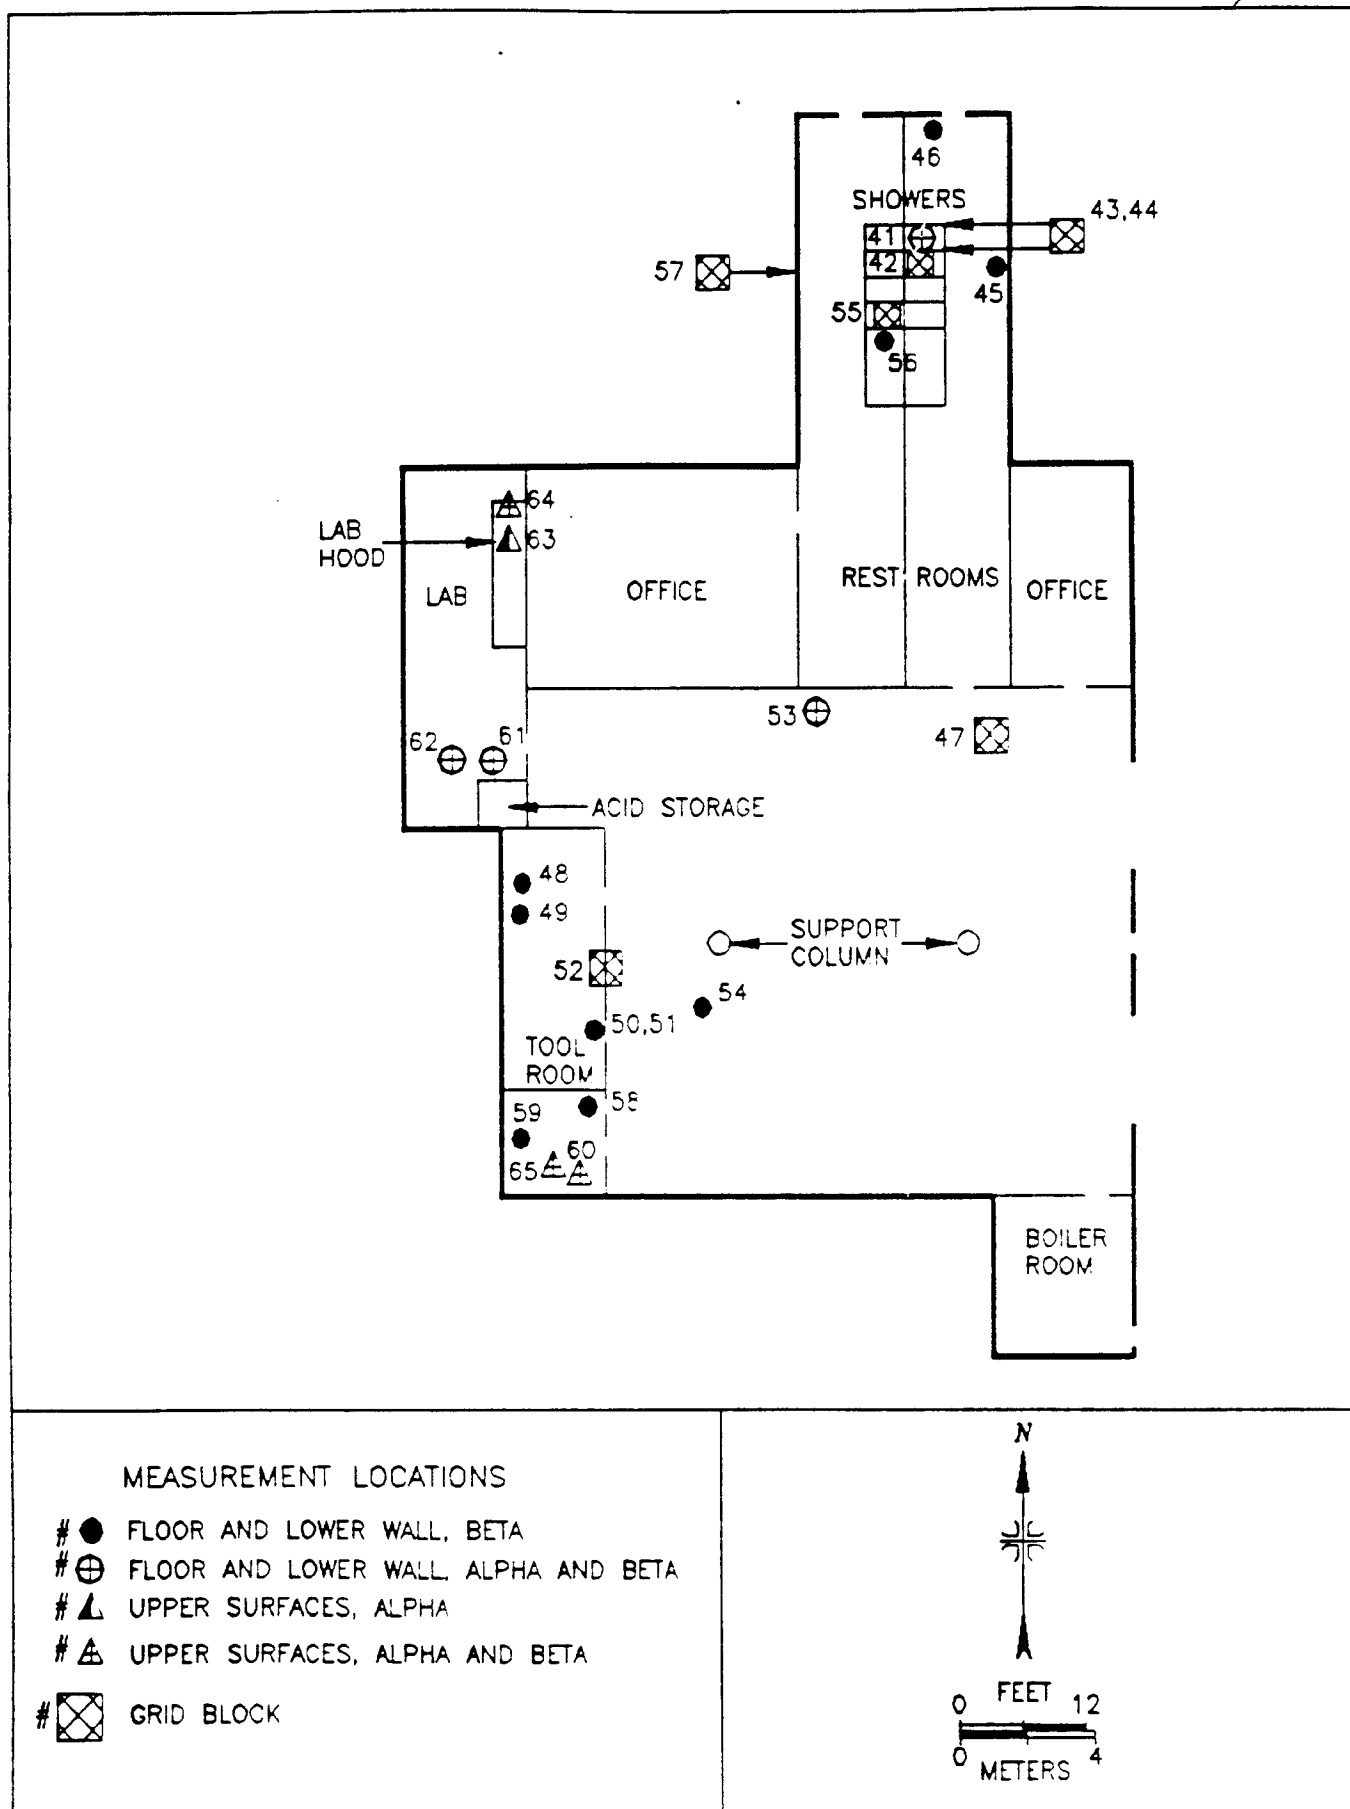 46
SHOWERS
43,44
41
42
57
45
55
56
64
LAB
HOOD
63
LAB
OFFICE
REST ROOMS
OFFICE
53
47
62
61
ACID STORAGE
48
49
SUPPORT
COLUMN
52
54
50,51
TOOL
ROOM
58
59
60
65
BOILER
ROOM
MEASUREMENT LOCATIONS
# FLOOR AND LOWER WALL, BETA
# FLOOR AND LOWER WALL, ALPHA AND BETA
# UPPER SURFACES, ALPHA
# UPPER SURFACES, ALPHA AND BETA
# GRID BLOCK
N
FEET
0 12
0 4
METERS